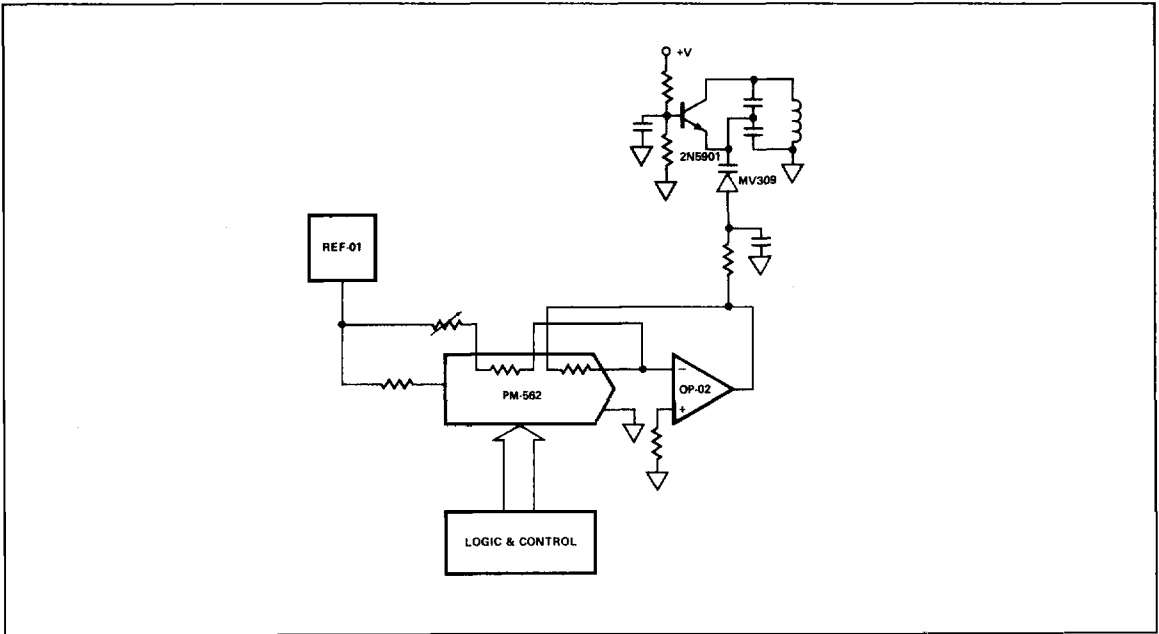 +V
2N5901
MV309
REF-01
PM-562
OP-02
−
+
LOGIC & CONTROL